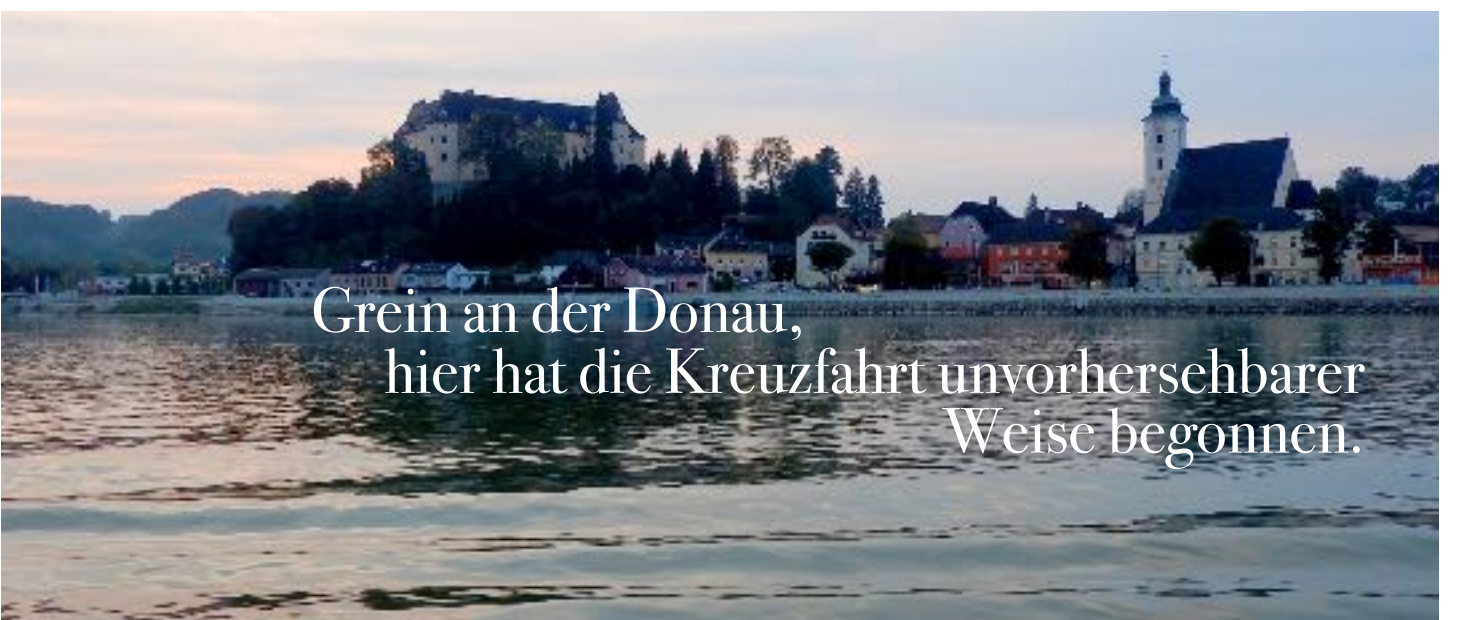 Grein an der Donau,
hier hat die Kreuzfahrt unvorhersehbarer
Weise begonnen.